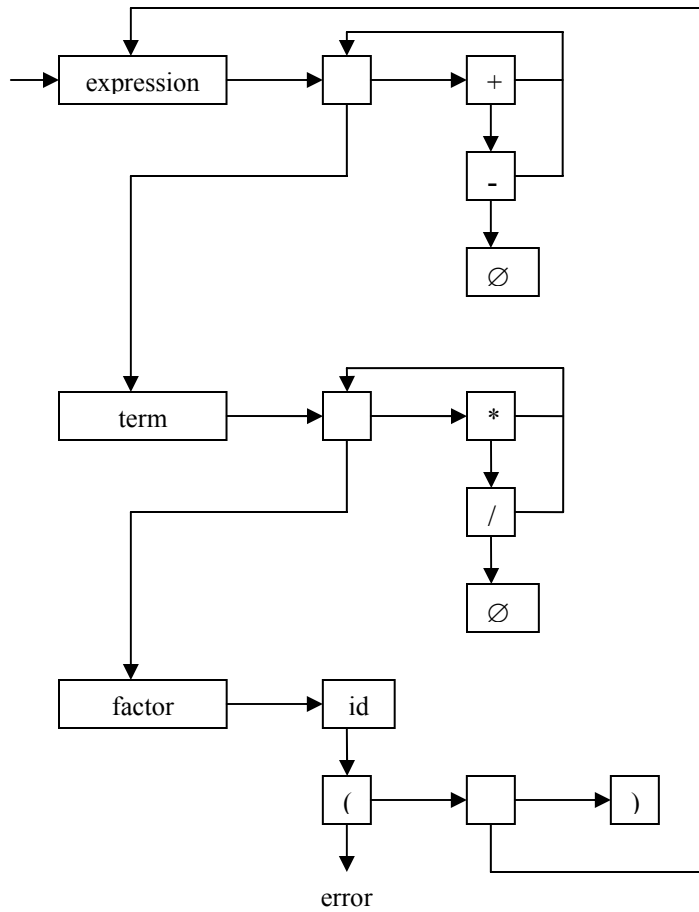 expression
+
-
∅
term
*
/
∅
factor
id
(
)
error